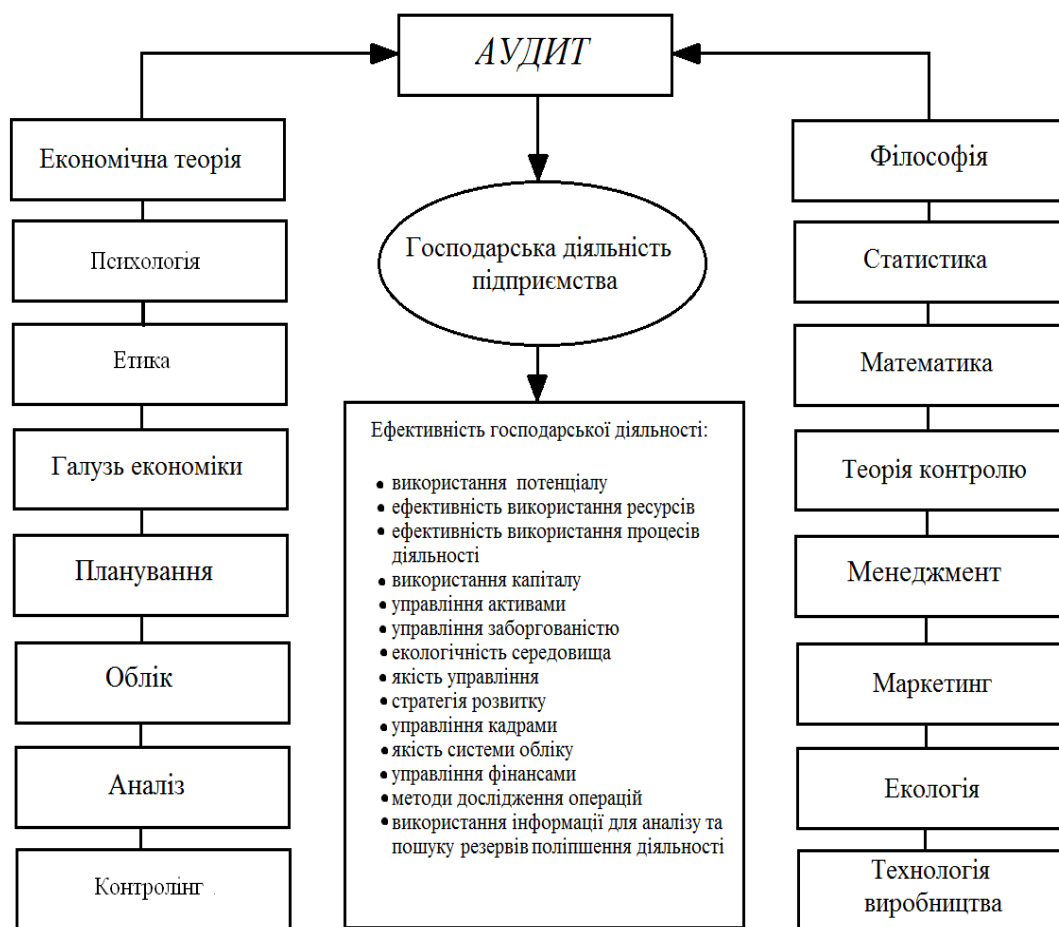 АУДИТ
Економічна теорія
Психологія
Етика
Галузь економіки
Планування
Облік
Аналіз
Контролінг
Господарська діяльність
підприємства
Ефективність господарської діяльності:
• використання потенціалу
• ефективність використання ресурсів
• ефективність використання процесів
діяльності
• використання капіталу
• управління активами
• управління заборгованістю
• екологічність середовища
• якість управління
• стратегія розвитку
• управління кадрами
• якість системи обліку
• управління фінансами
• методи дослідження операцій
• використання інформації для аналізу та
пошуку резервів поліпшення діяльності
Філософія
Статистика
Математика
Теорія контролю
Менеджмент
Маркетинг
Екологія
Технологія
виробництва